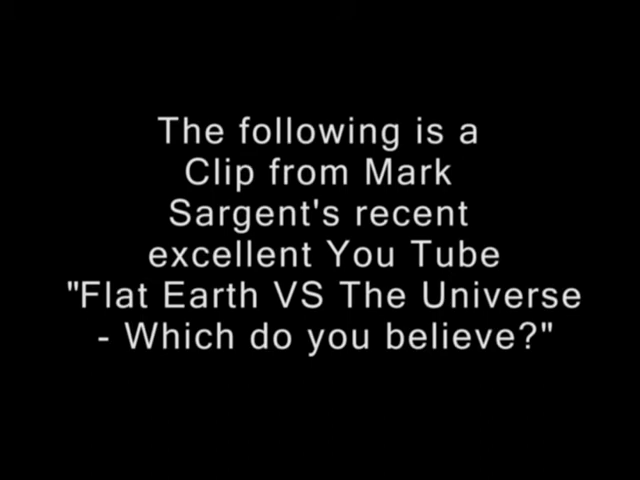 The following is a
Clip from Mark
Sargent's recent
excellent You Tube
"Flat Earth VS The Universe
- Which do you believe?"